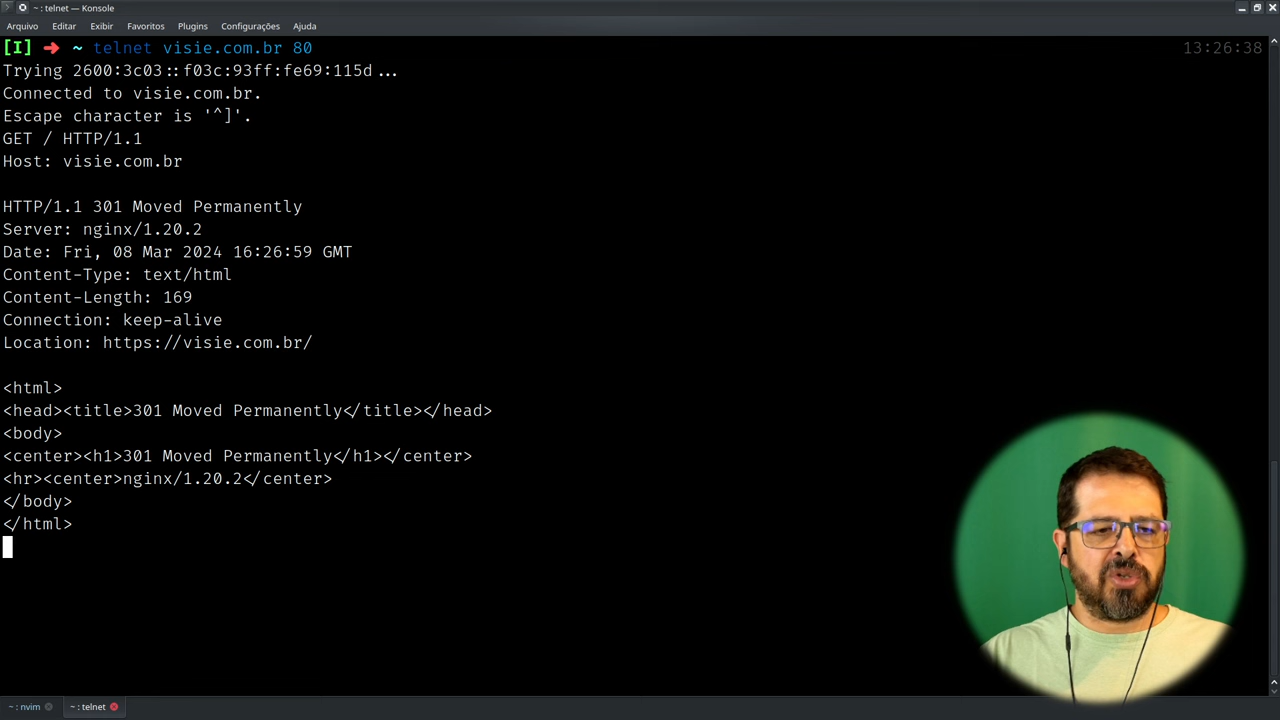 ~ : telnet — Konsole
Arquivo Editar Exibir Favoritos Plugins Configurações Ajuda
[I] ➜ ~ telnet visie.com.br 80 13:26:38
Trying 2600:3c03::f03c:93ff:fe69:115d...
Connected to visie.com.br.
Escape character is '^]'.
GET / HTTP/1.1
Host: visie.com.br
HTTP/1.1 301 Moved Permanently
Server: nginx/1.20.2
Date: Fri, 08 Mar 2024 16:26:59 GMT
Content-Type: text/html
Content-Length: 169
Connection: keep-alive
Location: https://visie.com.br/
<html>
<head><title>301 Moved Permanently</title></head>
<body>
<center><h1>301 Moved Permanently</h1></center>
<hr><center>nginx/1.20.2</center>
</body>
</html>
~ : nvim ~ : telnet